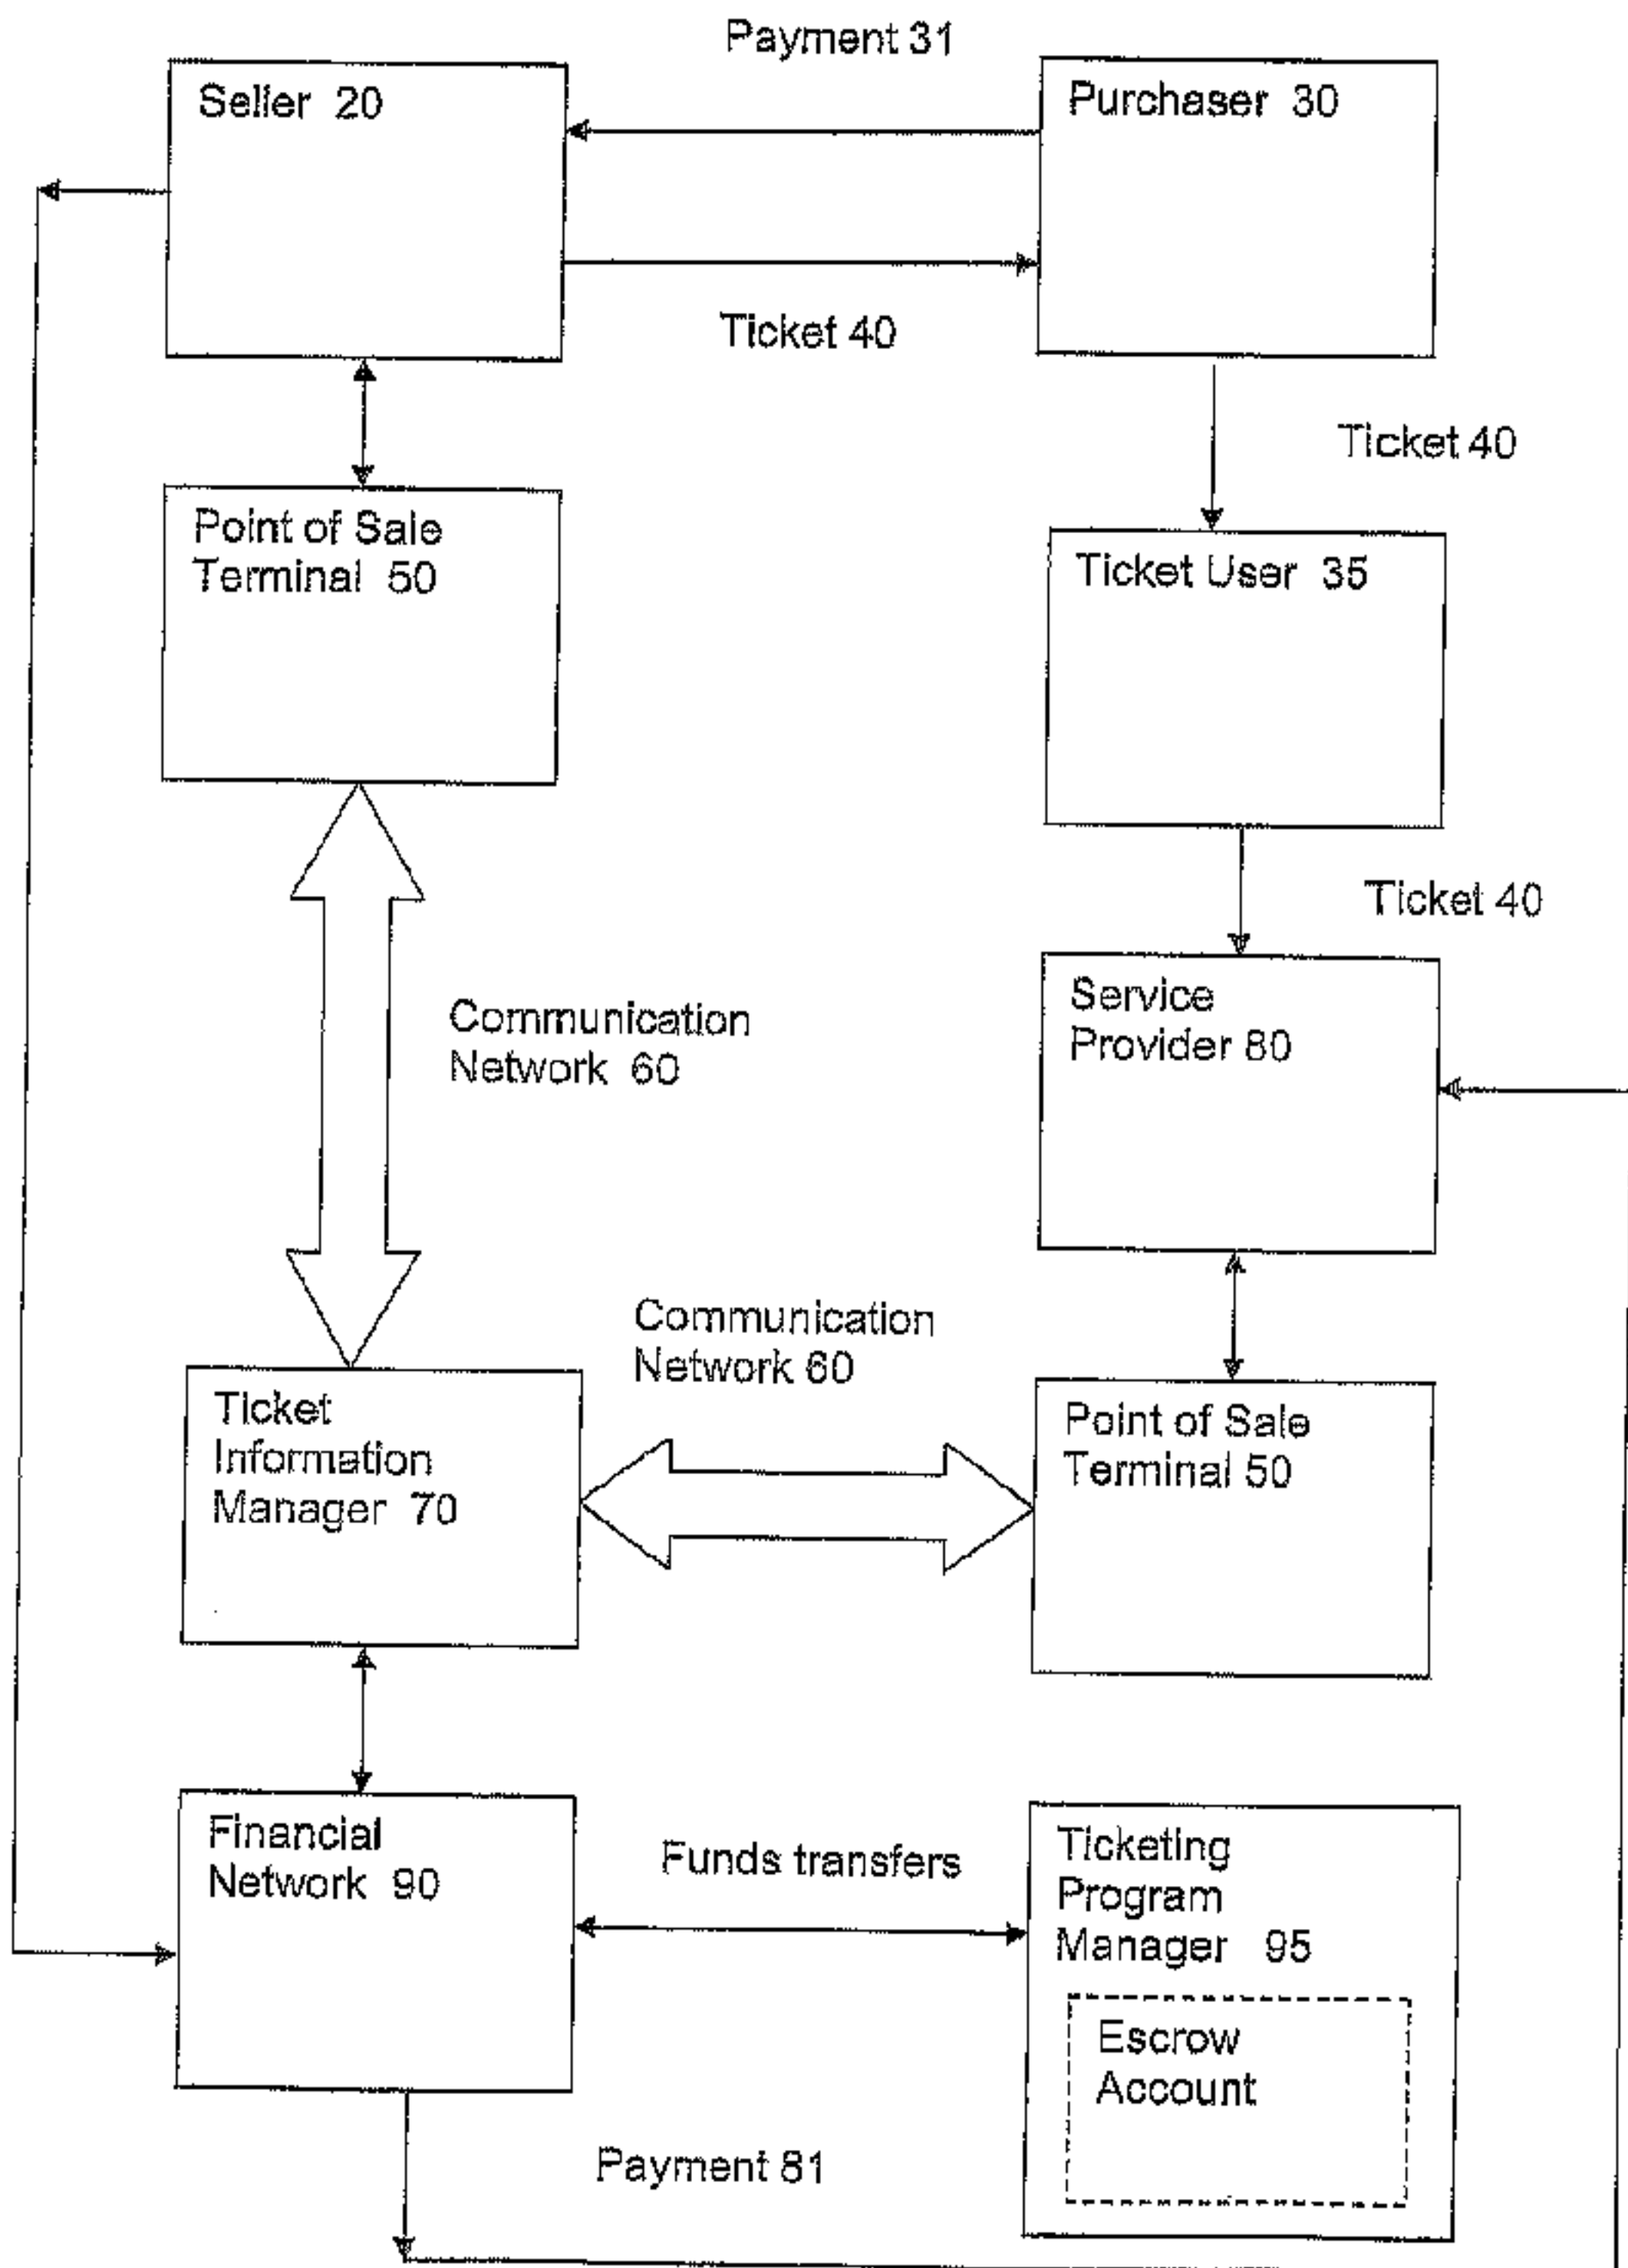 Payment 31
Seller 20
Purchaser 30
Ticket 40
Ticket 40
Point of Sale
Terminal 50
Ticket User 35
Ticket 40
Service
Provider 80
Communication
Network 60
Communication
Network 60
Ticket
Information
Manager 70
Point of Sale
Terminal 50
Financial
Network 90
Funds transfers
Ticketing
Program
Manager 95
Escrow
Account
Payment 81